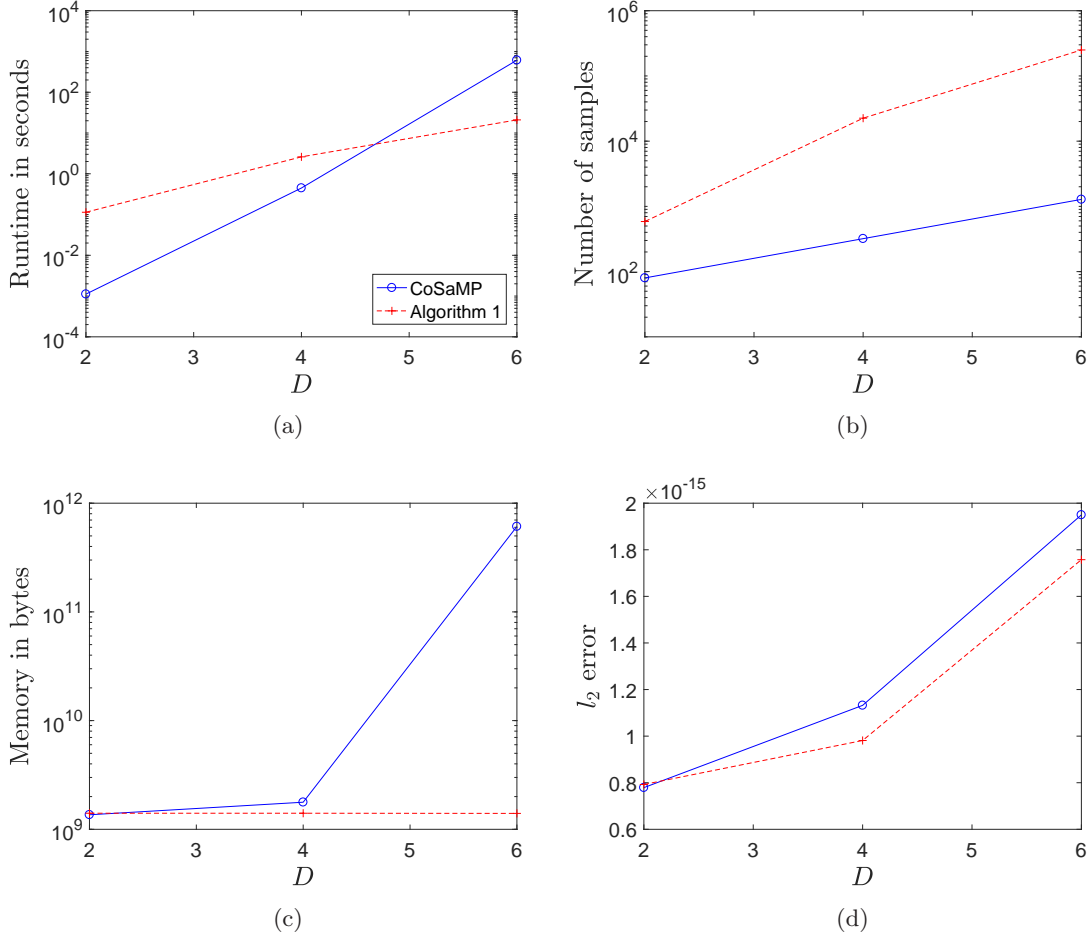 Runtime in seconds
10^4
10^2
10^0
10^-2
10^-4
2 3 4 5 6
D
CoSaMP
Algorithm 1
(a)
Number of samples
10^6
10^4
10^2
2 3 4 5 6
D
(b)
Memory in bytes
10^12
10^11
10^10
10^9
2 3 4 5 6
D
(c)
l_2 error
×10^-15
2
1.8
1.6
1.4
1.2
1
0.8
0.6
2 3 4 5 6
D
(d)